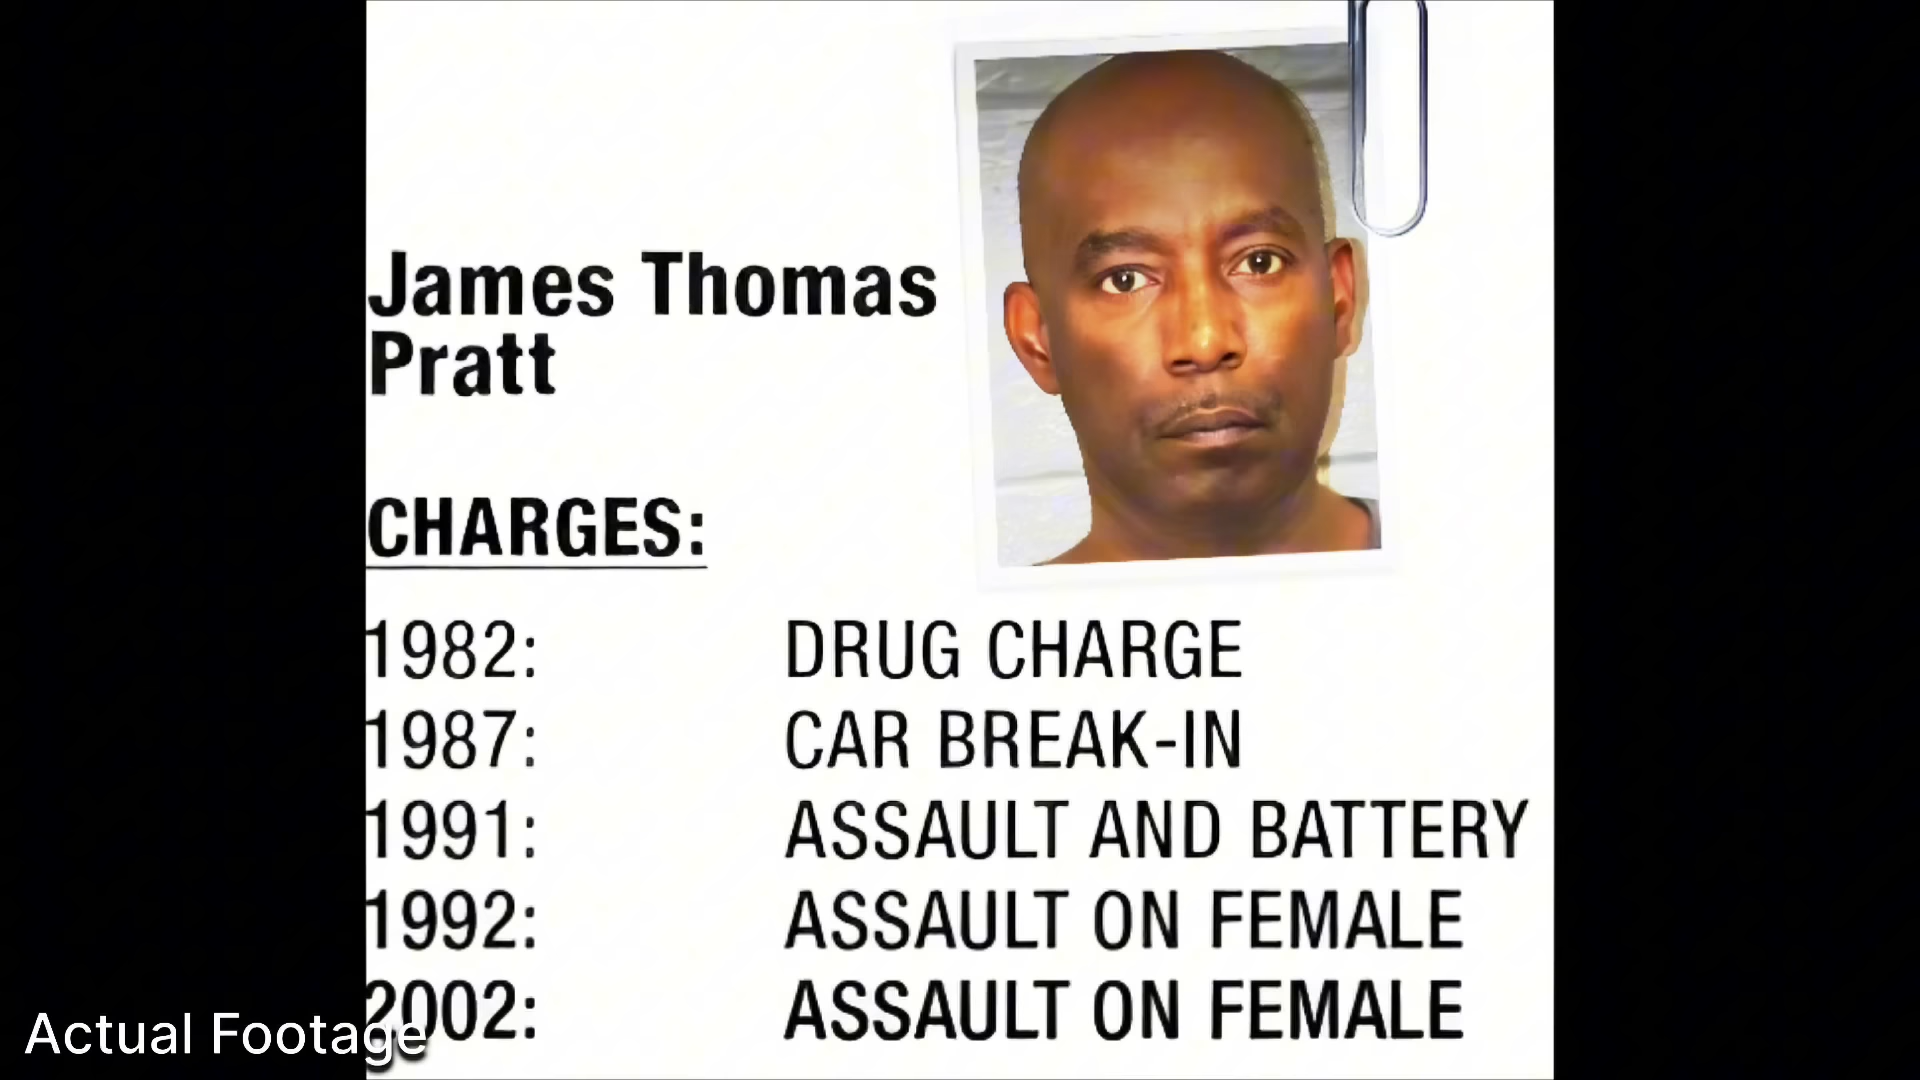 James Thomas
Pratt
CHARGES:
1982: DRUG CHARGE
1987: CAR BREAK-IN
1991: ASSAULT AND BATTERY
1992: ASSAULT ON FEMALE
2002: ASSAULT ON FEMALE
Actual Footage